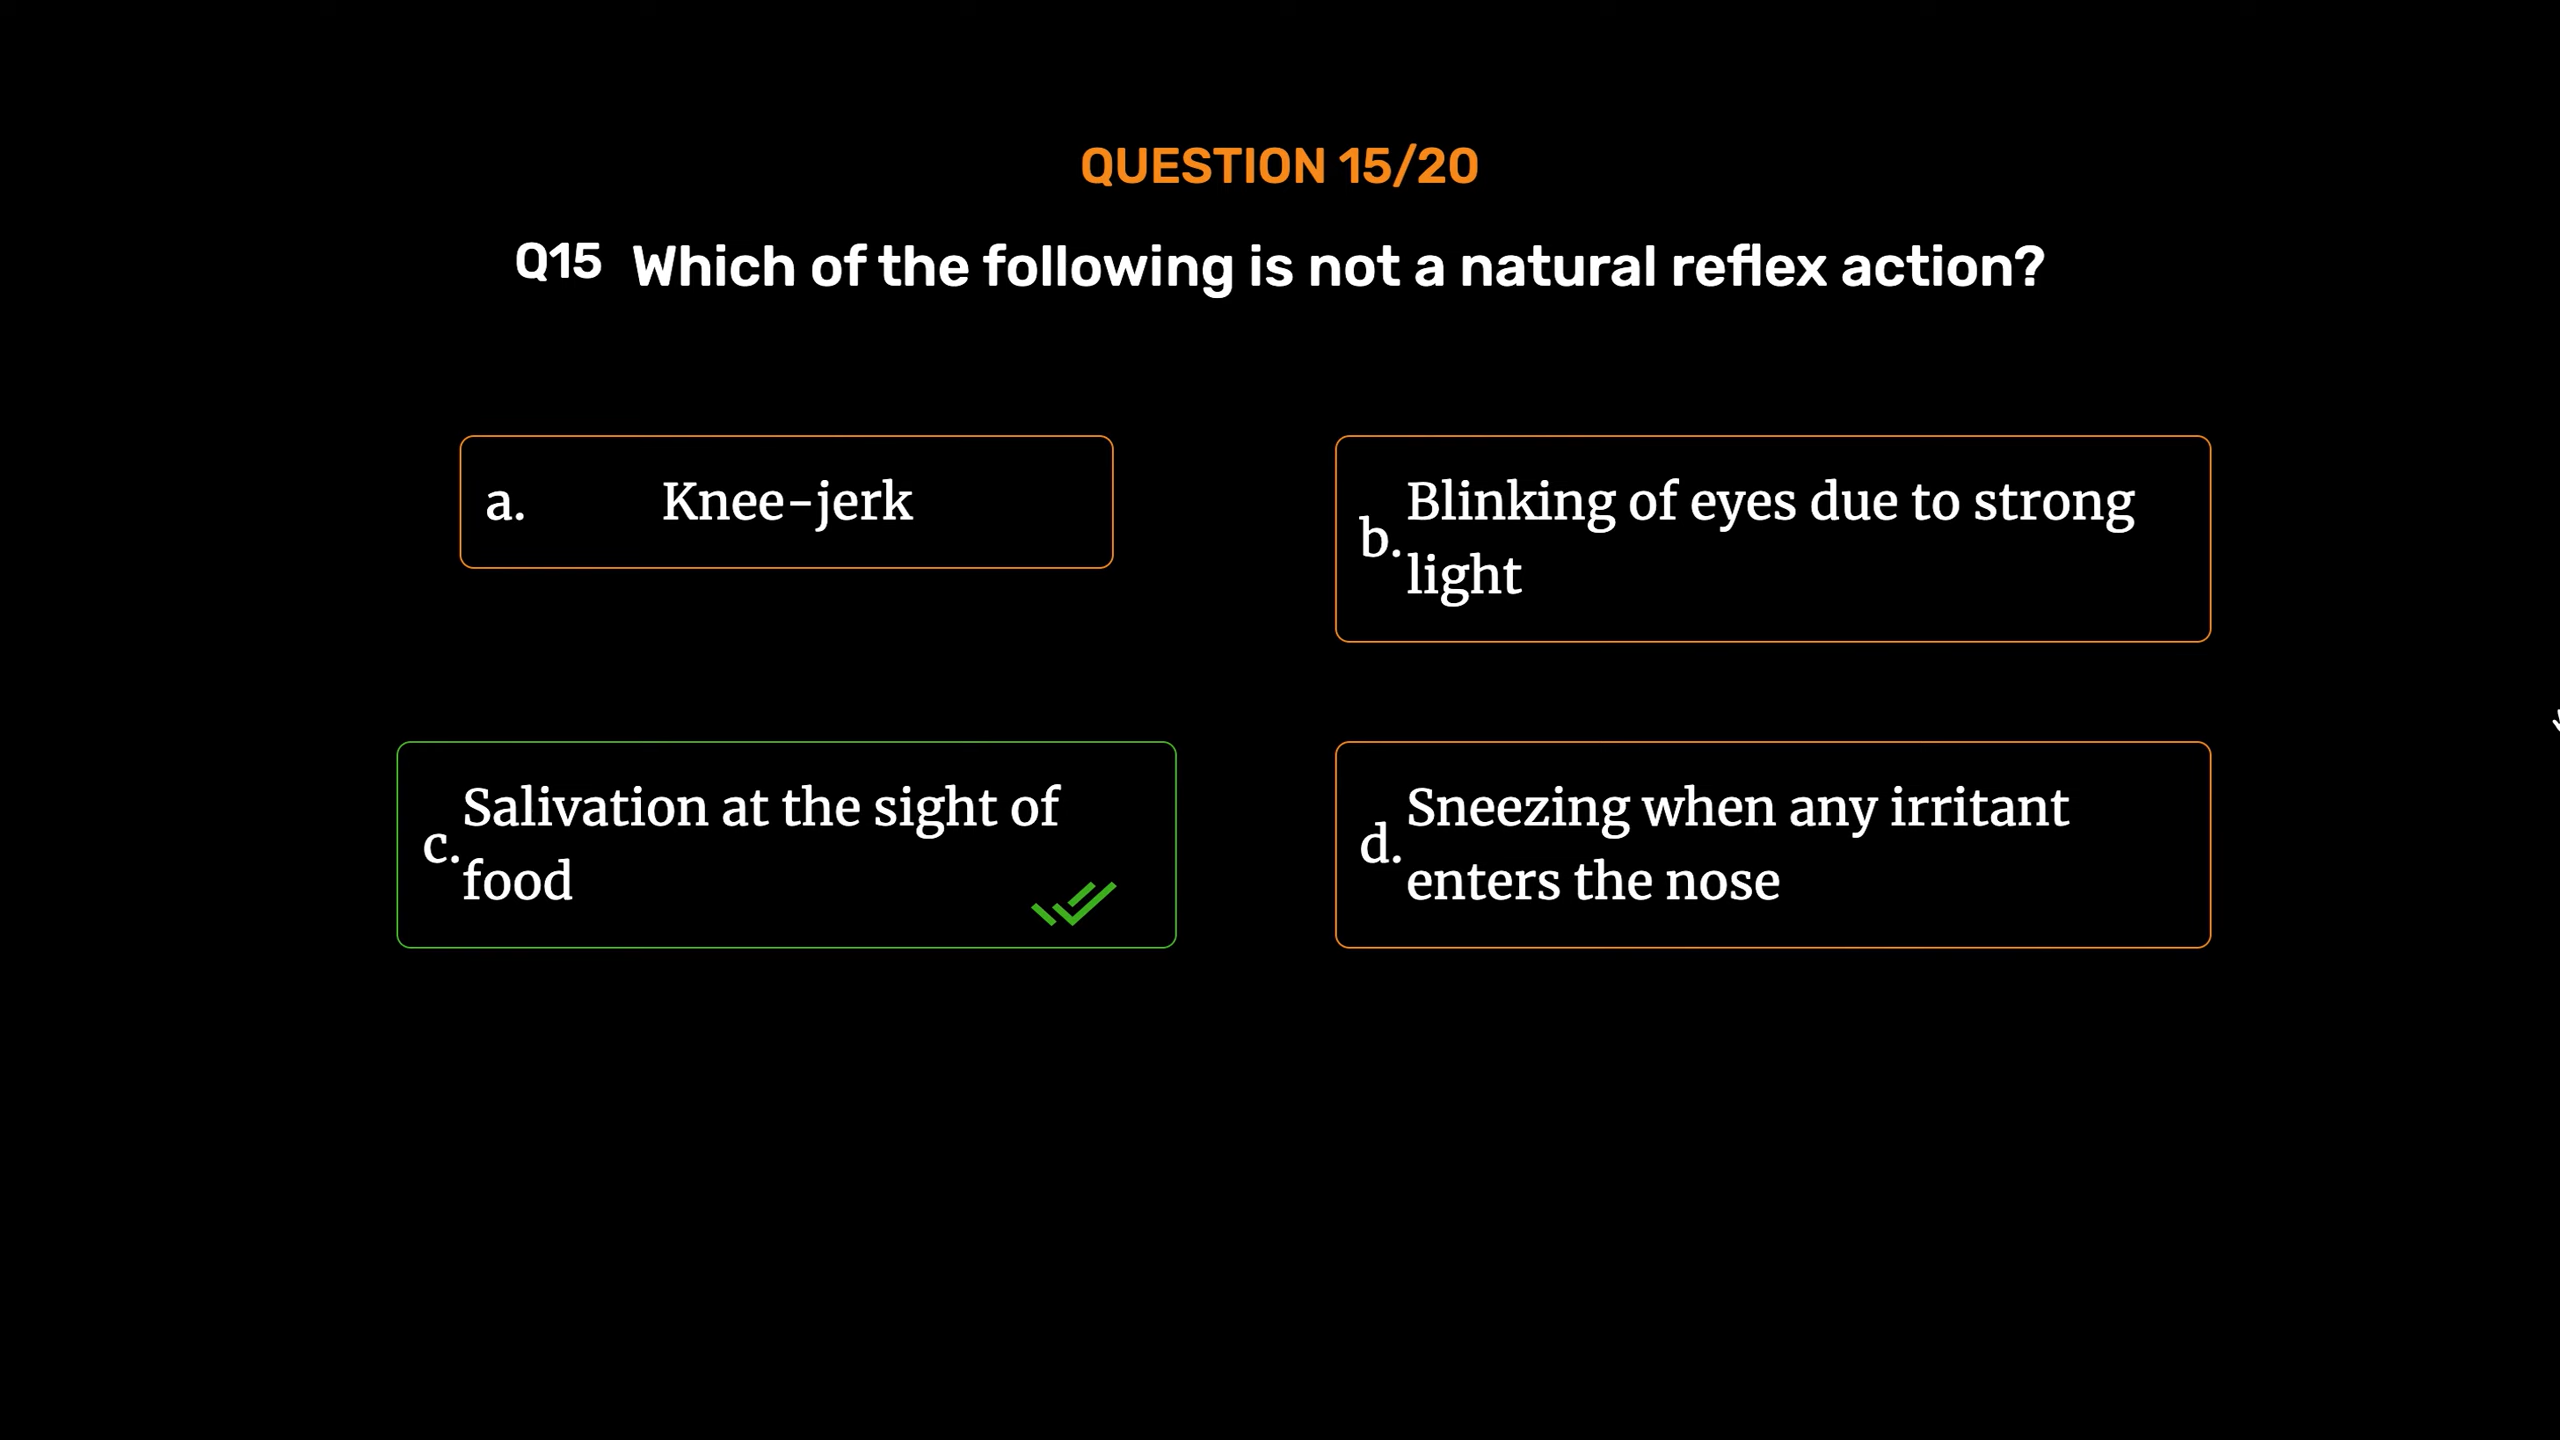 QUESTION 15/20
Q15 Which of the following is not a natural reflex action?
a. Knee-jerk
b. Blinking of eyes due to strong
light
c. Salivation at the sight of
food
d. Sneezing when any irritant
enters the nose